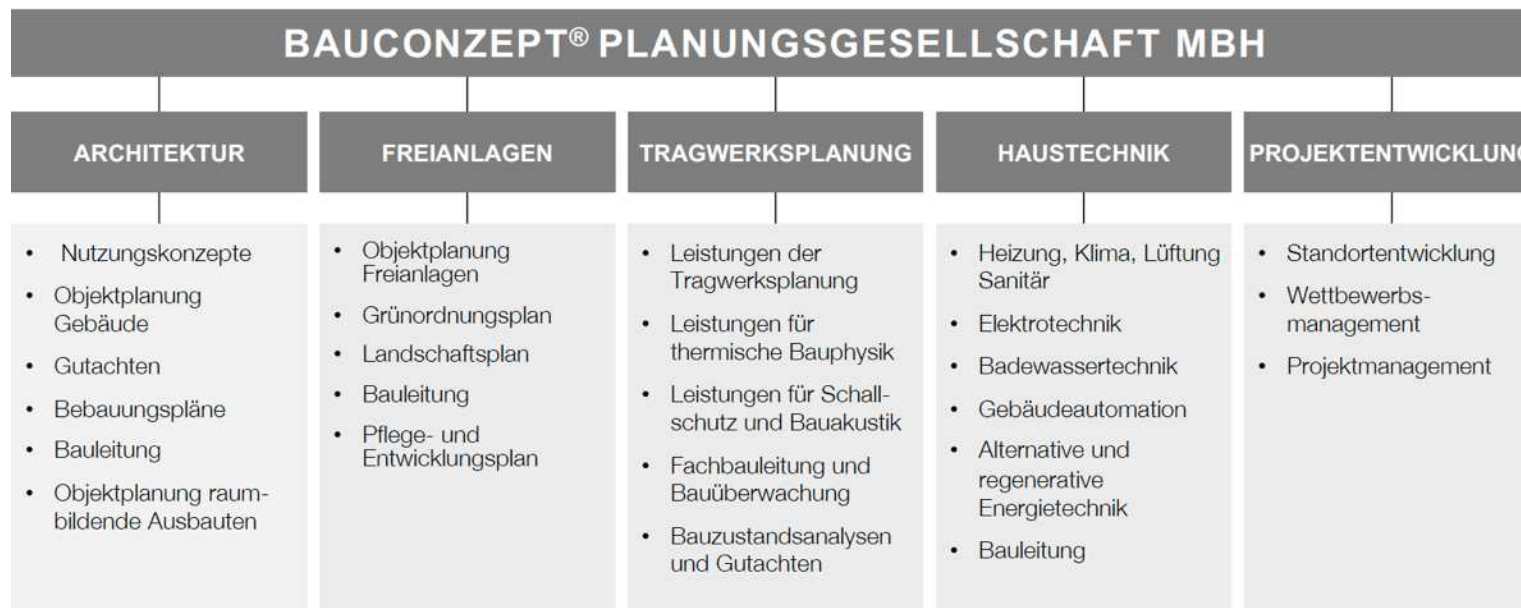 BAUCONZEPT® PLANUNGSGESELLSCHAFT MBH
ARCHITEKTUR
• Nutzungskonzepte
• Objektplanung
Gebäude
• Gutachten
• Bebauungspläne
• Bauleitung
• Objektplanung raum-
bildende Ausbauten
FREIANLAGEN
• Objektplanung
Freianlagen
• Grünordnungsplan
• Landschaftsplan
• Bauleitung
• Pflege- und
Entwicklungsplan
TRAGWERKSPLANUNG
• Leistungen der
Tragwerksplanung
• Leistungen für
thermische Bauphysik
• Leistungen für Schall-
schutz und Bauakustik
• Fachbauleitung und
Bauüberwachung
• Bauzustandsanalysen
und Gutachten
HAUSTECHNIK
• Heizung, Klima, Lüftung
Sanitär
• Elektrotechnik
• Badewassertechnik
• Gebäudeautomation
• Alternative und
regenerative
Energietechnik
• Bauleitung
PROJEKTENTWICKLUNG
• Standortentwicklung
• Wettbewerbs-
management
• Projektmanagement